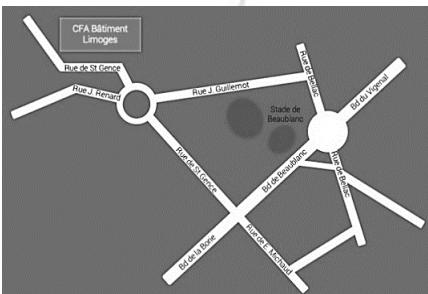 CFA Bâtiment
Limoges
Rue de St Gence
Rue J. Renard
Rue J. Guillemot
Rue de Bellac
Bd du Vigenal
Stade de
Beaublanc
Rue de St Gence
Bd de Beaublanc
Rue de Bellac
Bd de la Borie
Rue de E. Michaud